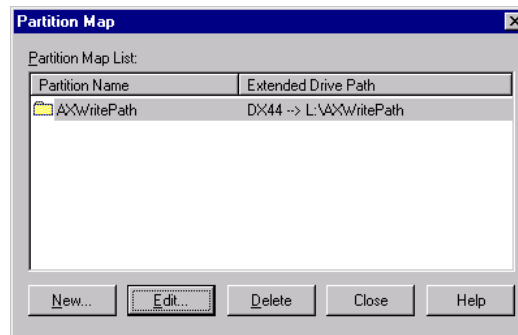 Partition Map
Partition Map List:
Partition Name Extended Drive Path
AXWritePath DX44 --> L:\AXWritePath
New... Edit... Delete Close Help